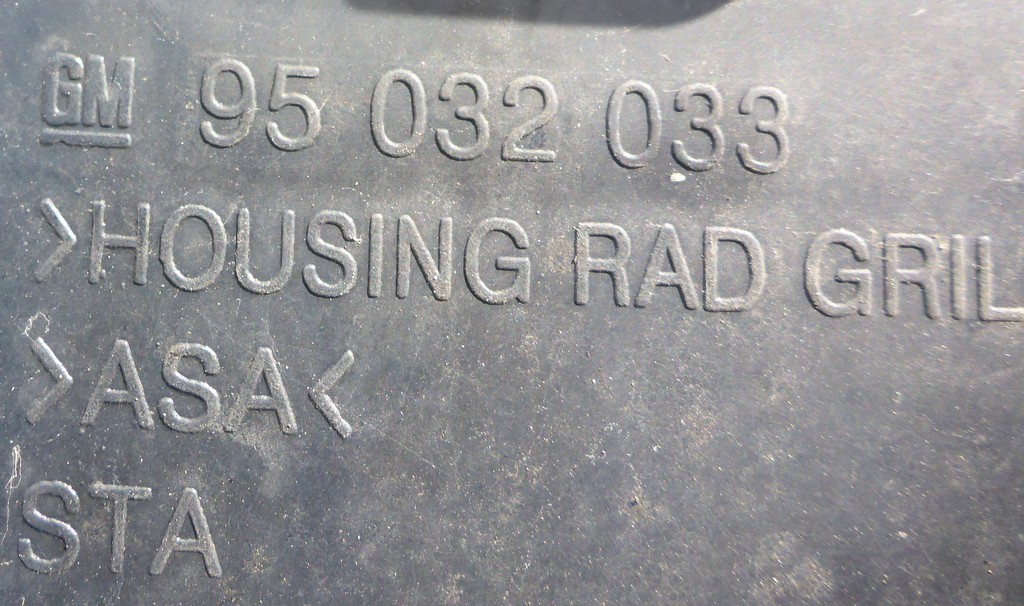 GM 95 032 033
>HOUSING RAD GRIL
>ASA<
STA